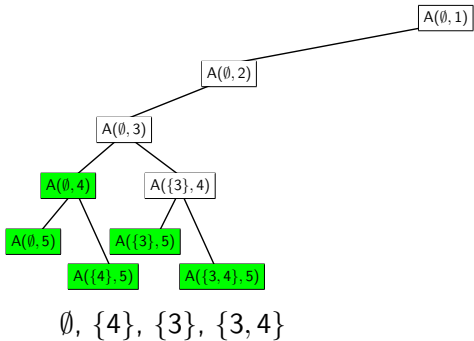 A(∅, 1)
A(∅, 2)
A(∅, 3)
A(∅, 4) A({3}, 4)
A(∅, 5) A({3}, 5)
A({4}, 5) A({3, 4}, 5)
∅, {4}, {3}, {3, 4}